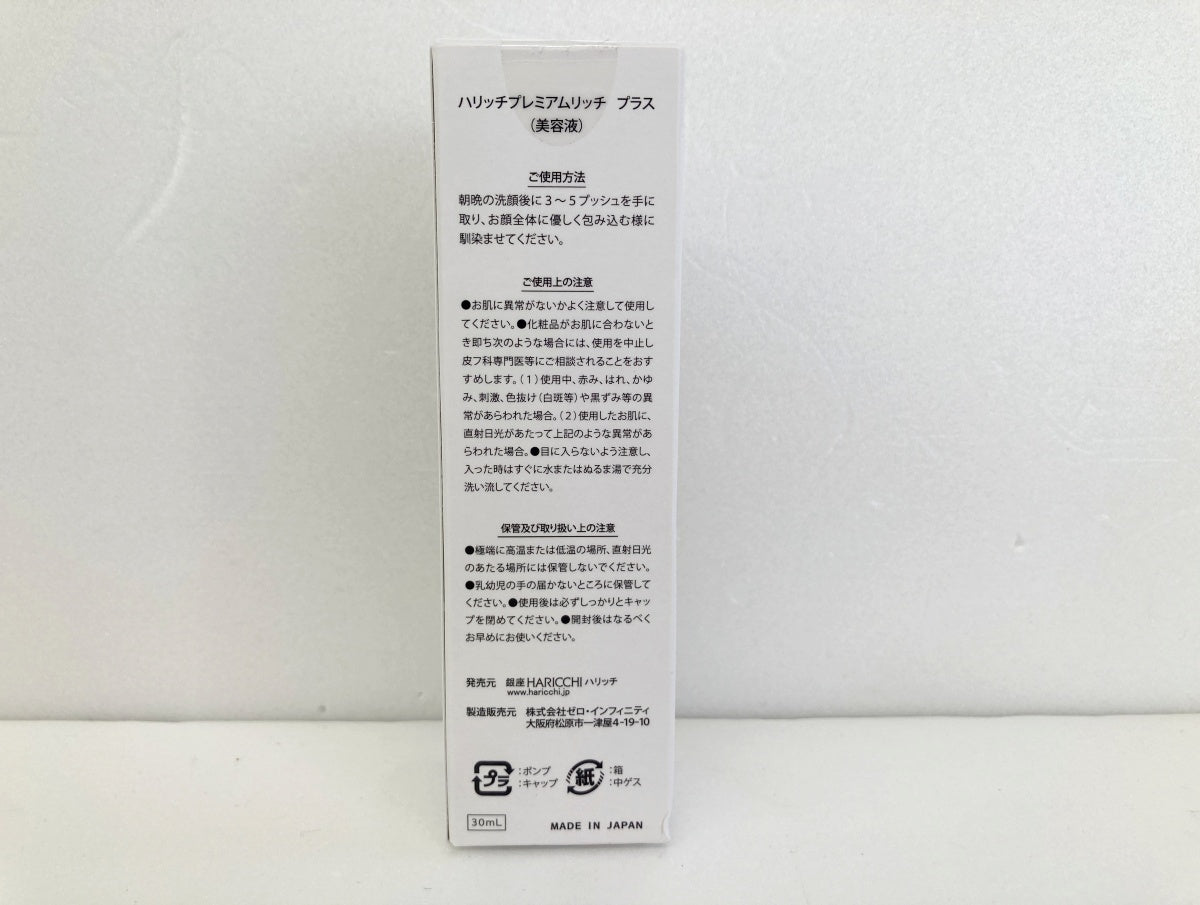 ハリッチプレミアムリッチ プラス
(美容液)
ご使用方法
朝晩の洗顔後に3〜5プッシュを手に
取り、お顔全体に優しく包み込む様に
馴染ませてください。
ご使用上の注意
●お肌に異常がないかよく注意して使用し
てください。●化粧品がお肌に合わないと
き即ち次のような場合には、使用を中止し
皮フ科専門医等にご相談されることをおす
すめします。(1)使用中、赤み、はれ、かゆ
み、刺激、色抜け(白斑等)や黒ずみ等の異
常があらわれた場合。(2)使用したお肌に、
直射日光があたって上記のような異常があ
らわれた場合。●目に入らないよう注意し、
入った時はすぐに水またはぬるま湯で充分
洗い流してください。
保管及び取り扱い上の注意
●極端に高温または低温の場所、直射日光
のあたる場所には保管しないでください。
●乳幼児の手の届かないところに保管して
ください。●使用後は必ずしっかりとキャッ
プを閉めてください。●開封後はなるべく
お早めにお使いください。
発売元 銀座 HARICCHI ハリッチ
www.haricchi.jp
製造販売元 株式会社ゼロ・インフィニティ
大阪府松原市一津屋4-19-10
プラ :ポンプ
:キャップ
紙 :箱
:中ゲス
30mL
MADE IN JAPAN